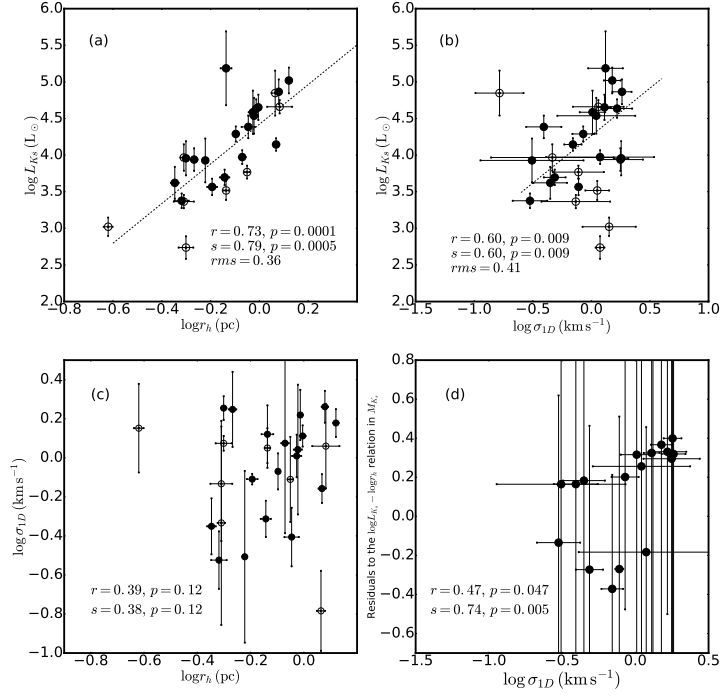 (a)
6.0
5.5
5.0
4.5
4.0
3.5
3.0
2.5
2.0
log L_Ks (L_⊙)
r = 0.73, p = 0.0001
s = 0.79, p = 0.0005
rms = 0.36
−0.8 −0.6 −0.4 −0.2 0.0 0.2
log r_h (pc)
(b)
6.0
5.5
5.0
4.5
4.0
3.5
3.0
2.5
2.0
log L_Ks (L_⊙)
r = 0.60, p = 0.009
s = 0.60, p = 0.009
rms = 0.41
−1.5 −1.0 −0.5 0.0 0.5 1.0
log σ_1D (km s⁻¹)
(c)
0.4
0.2
0.0
−0.2
−0.4
−0.6
−0.8
−1.0
log σ_1D (km s⁻¹)
r = 0.39, p = 0.12
s = 0.38, p = 0.12
−0.8 −0.6 −0.4 −0.2 0.0
log r_h (pc)
(d)
0.8
0.6
0.4
0.2
0.0
−0.2
−0.4
−0.6
Residuals to the log L_Ks − log r_h relation in M_Ks
r = 0.47, p = 0.047
s = 0.74, p = 0.005
−1.5 −1.0 −0.5 0.0 0.5
log σ_1D (km s⁻¹)